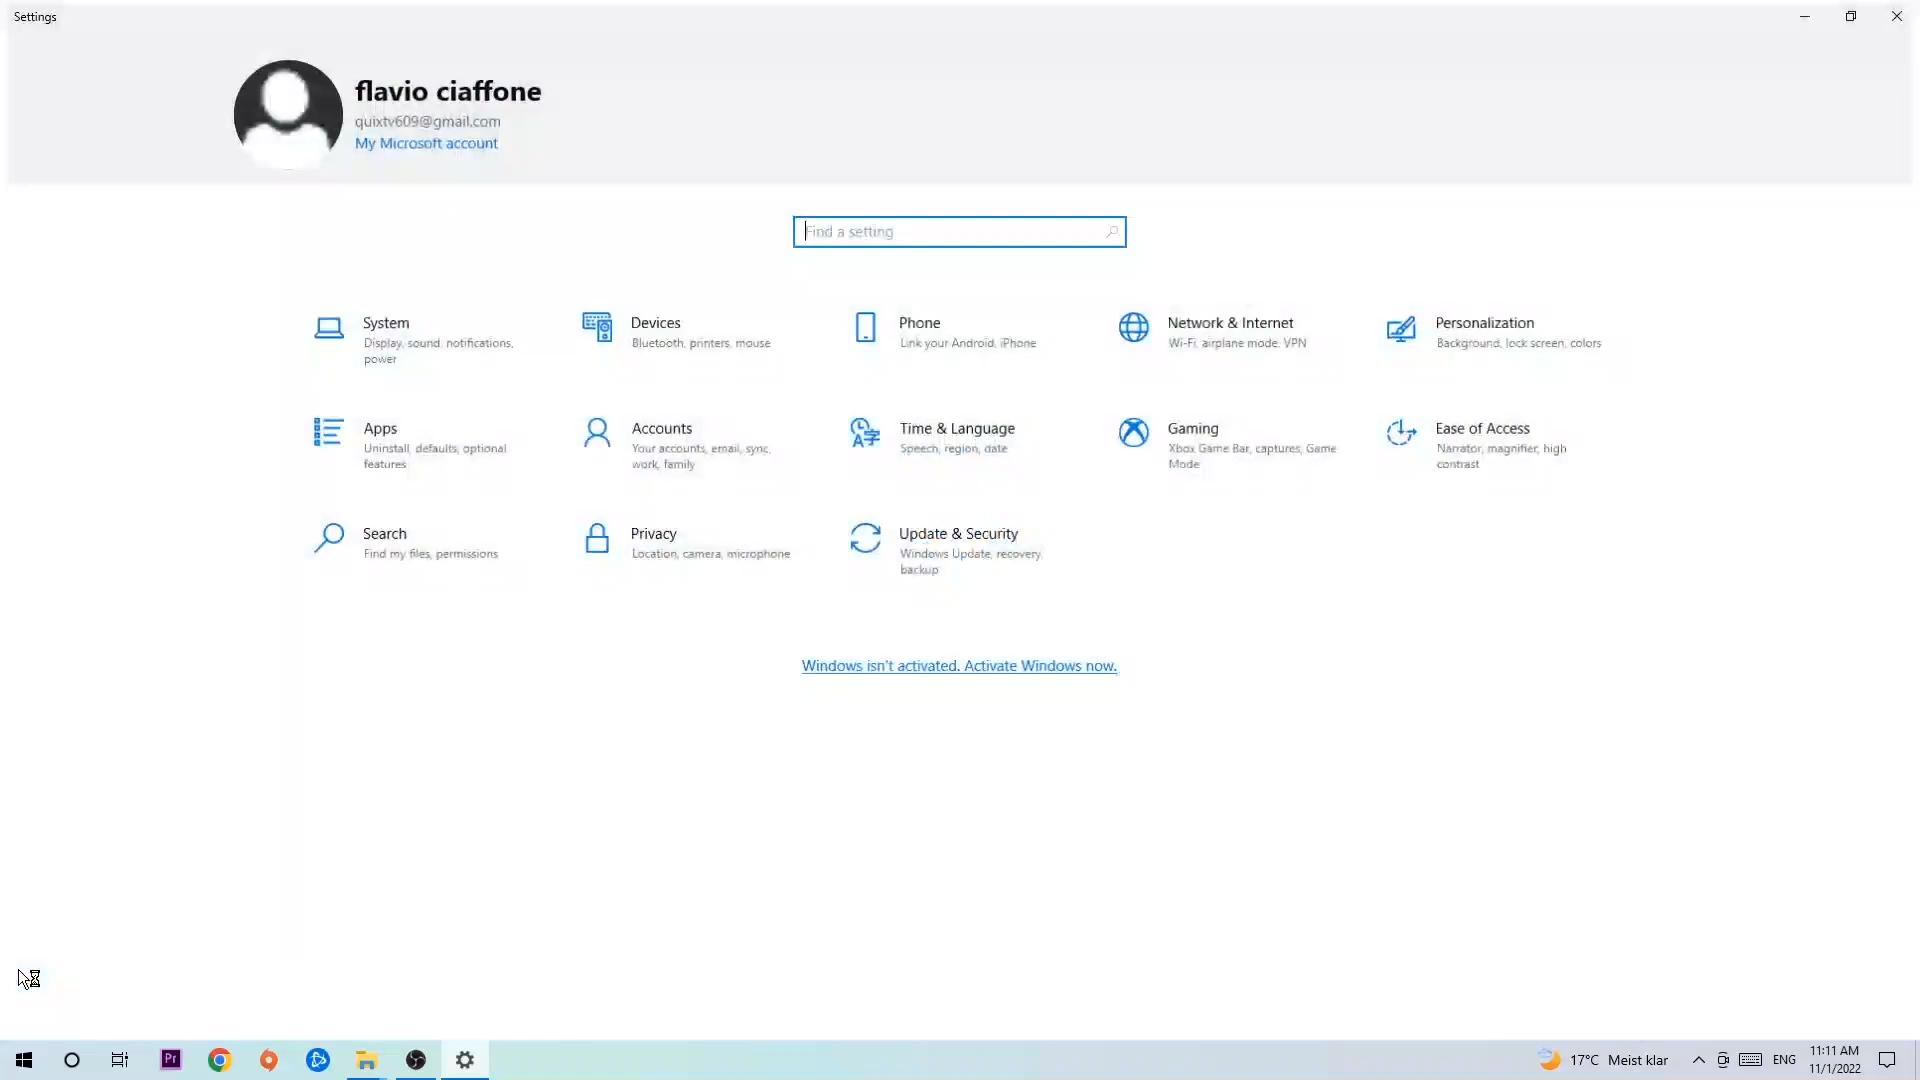 Settings
flavio ciaffone
quixtv609@gmail.com
My Microsoft account
Find a setting
System
Display, sound, notifications,
power
Devices
Bluetooth, printers, mouse
Phone
Link your Android, iPhone
Network & Internet
Wi-Fi, airplane mode, VPN
Personalization
Background, lock screen, colors
Apps
Uninstall, defaults, optional
features
Accounts
Your accounts, email, sync,
work, family
Time & Language
Speech, region, date
Gaming
Xbox Game Bar, captures, Game
Mode
Ease of Access
Narrator, magnifier, high
contrast
Search
Find my files, permissions
Privacy
Location, camera, microphone
Update & Security
Windows Update, recovery,
backup
Windows isn't activated. Activate Windows now.
Pr
17°C Meist klar
ENG
11:11 AM
11/1/2022